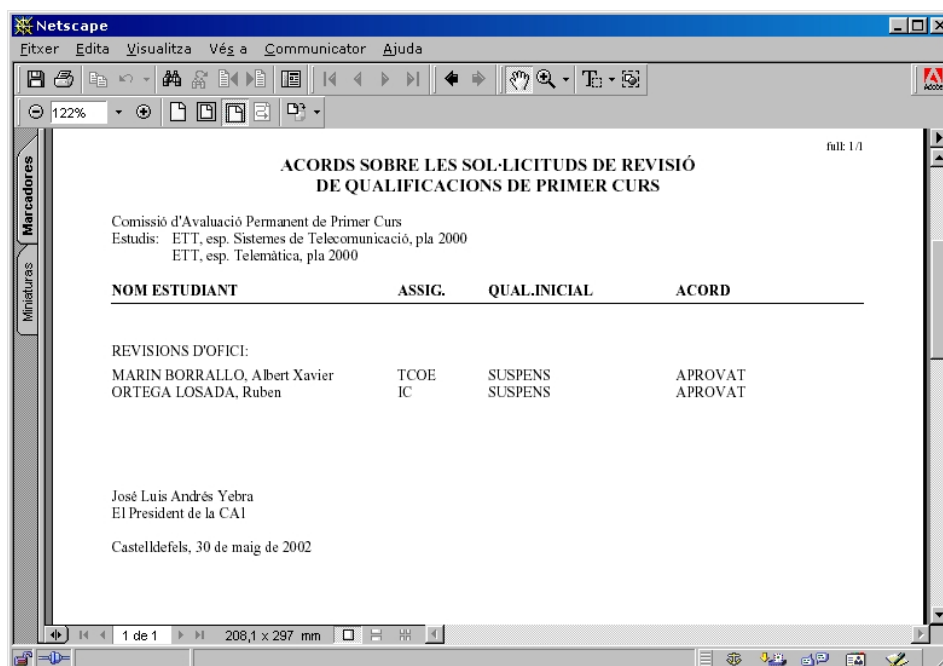 Netscape
Fitxer Edita Visualitza Vés a Communicator Ajuda
Adobe
122%
Marcadores
Miniaturas
full: 1/1
ACORDS SOBRE LES SOL·LICITUDS DE REVISIÓ
DE QUALIFICACIONS DE PRIMER CURS
Comissió d'Avaluació Permanent de Primer Curs
Estudis: ETT, esp. Sistemes de Telecomunicació, pla 2000
ETT, esp. Telemàtica, pla 2000
NOM ESTUDIANT ASSIG. QUAL.INICIAL ACORD
REVISIONS D'OFICI:
MARIN BORRALLO, Albert Xavier TCOE SUSPENS APROVAT
ORTEGA LOSADA, Ruben IC SUSPENS APROVAT
José Luis Andrés Yebra
El President de la CA1
Castelldefels, 30 de maig de 2002
1 de 1 208,1 x 297 mm